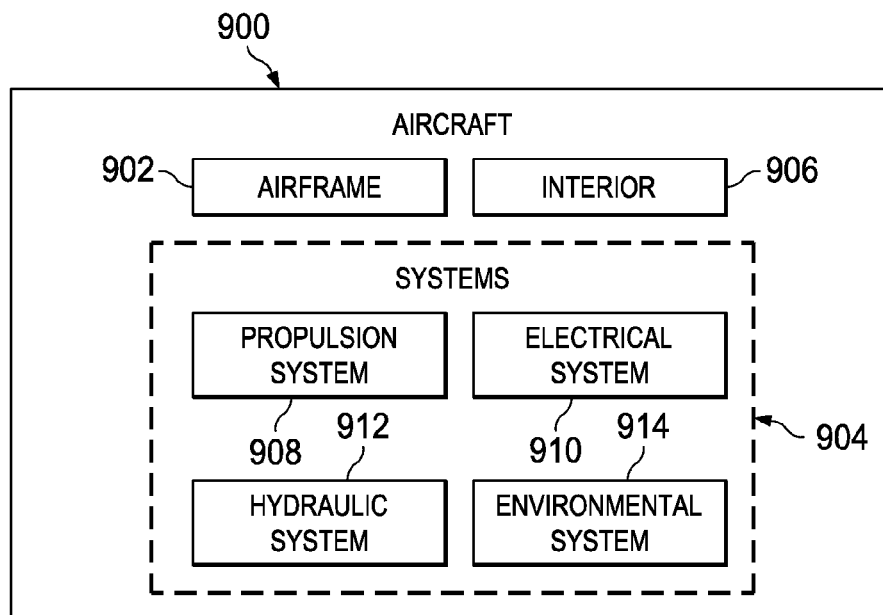 900
AIRCRAFT
902 AIRFRAME INTERIOR 906
SYSTEMS
PROPULSION SYSTEM
ELECTRICAL SYSTEM
908 912 910 914 904
HYDRAULIC SYSTEM
ENVIRONMENTAL SYSTEM